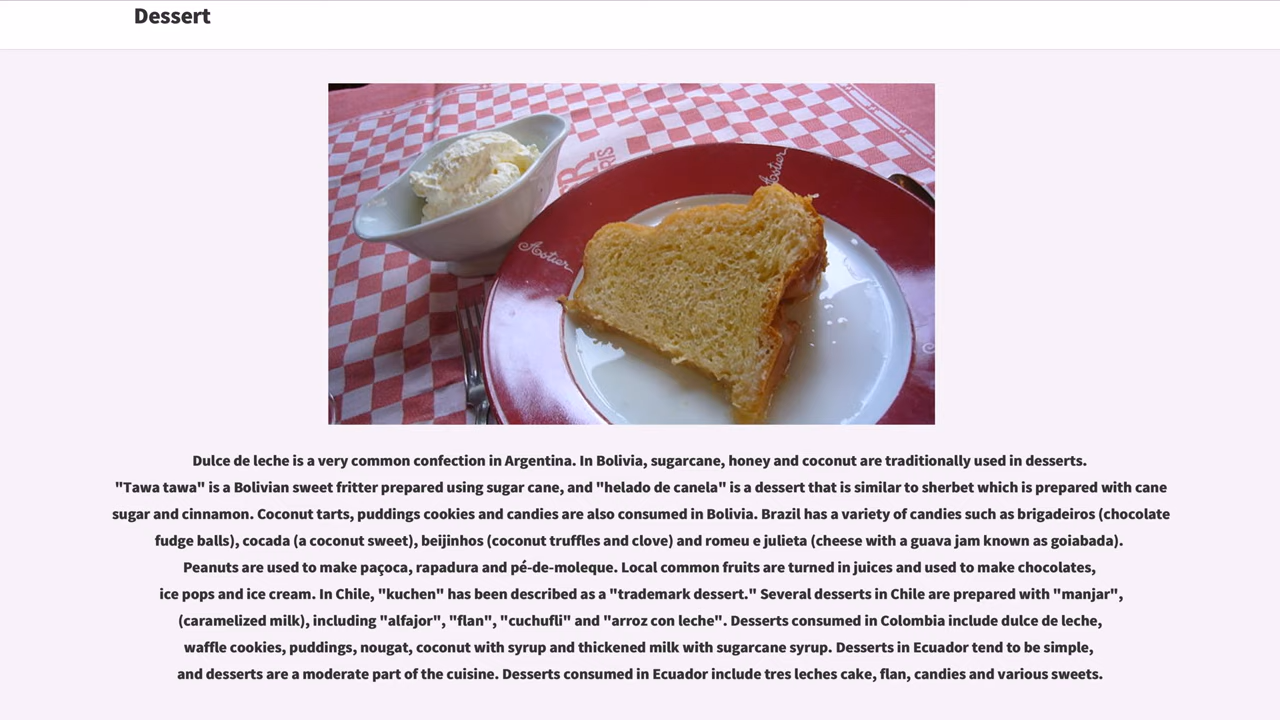 Dessert
Astier
ER
RIS
Astier
Dulce de leche is a very common confection in Argentina. In Bolivia, sugarcane, honey and coconut are traditionally used in desserts.
"Tawa tawa" is a Bolivian sweet fritter prepared using sugar cane, and "helado de canela" is a dessert that is similar to sherbet which is prepared with cane
sugar and cinnamon. Coconut tarts, puddings cookies and candies are also consumed in Bolivia. Brazil has a variety of candies such as brigadeiros (chocolate
fudge balls), cocada (a coconut sweet), beijinhos (coconut truffles and clove) and romeu e julieta (cheese with a guava jam known as goiabada).
Peanuts are used to make paçoca, rapadura and pé-de-moleque. Local common fruits are turned in juices and used to make chocolates,
ice pops and ice cream. In Chile, "kuchen" has been described as a "trademark dessert." Several desserts in Chile are prepared with "manjar",
(caramelized milk), including "alfajor", "flan", "cuchufli" and "arroz con leche". Desserts consumed in Colombia include dulce de leche,
waffle cookies, puddings, nougat, coconut with syrup and thickened milk with sugarcane syrup. Desserts in Ecuador tend to be simple,
and desserts are a moderate part of the cuisine. Desserts consumed in Ecuador include tres leches cake, flan, candies and various sweets.